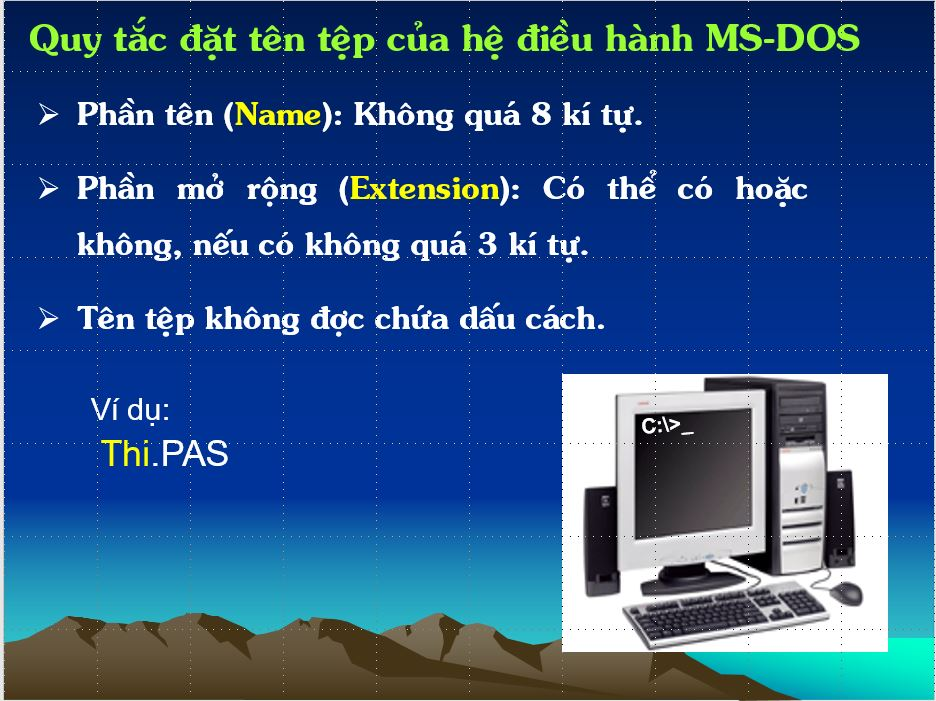 Quy tắc đặt tên tệp của hệ điều hành MS-DOS
Phần tên (Name): Không quá 8 kí tự.
Phần mở rộng (Extension): Có thể có hoặc
không, nếu có không quá 3 kí tự.
Tên tệp không đợc chứa dấu cách.
Ví dụ:
Thi.PAS
C:\>_